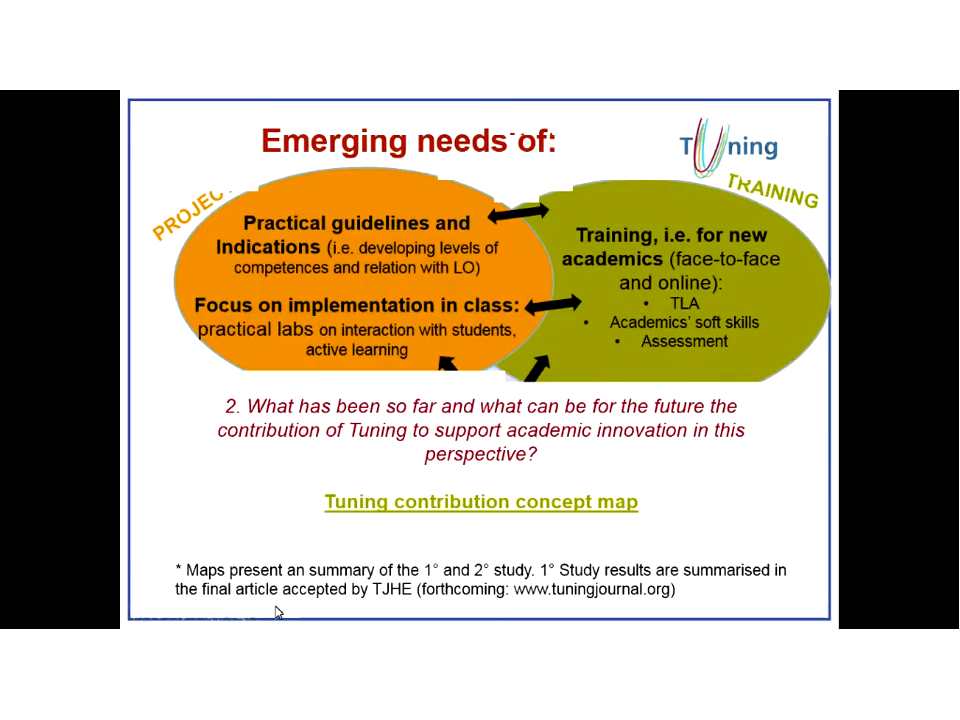 Emerging needs of:
Tuning
TRAINING
Practical guidelines and
Indications (i.e. developing levels of
competences and relation with LO)
Focus on implementation in class:
practical labs on interaction with students,
active learning
Training, i.e. for new
academics (face-to-face
and online):
• TLA
• Academics' soft skills
• Assessment
2. What has been so far and what can be for the future the
contribution of Tuning to support academic innovation in this
perspective?
Tuning contribution concept map
* Maps present an summary of the 1° and 2° study. 1° Study results are summarised in
the final article accepted by TJHE (forthcoming: www.tuningjournal.org)